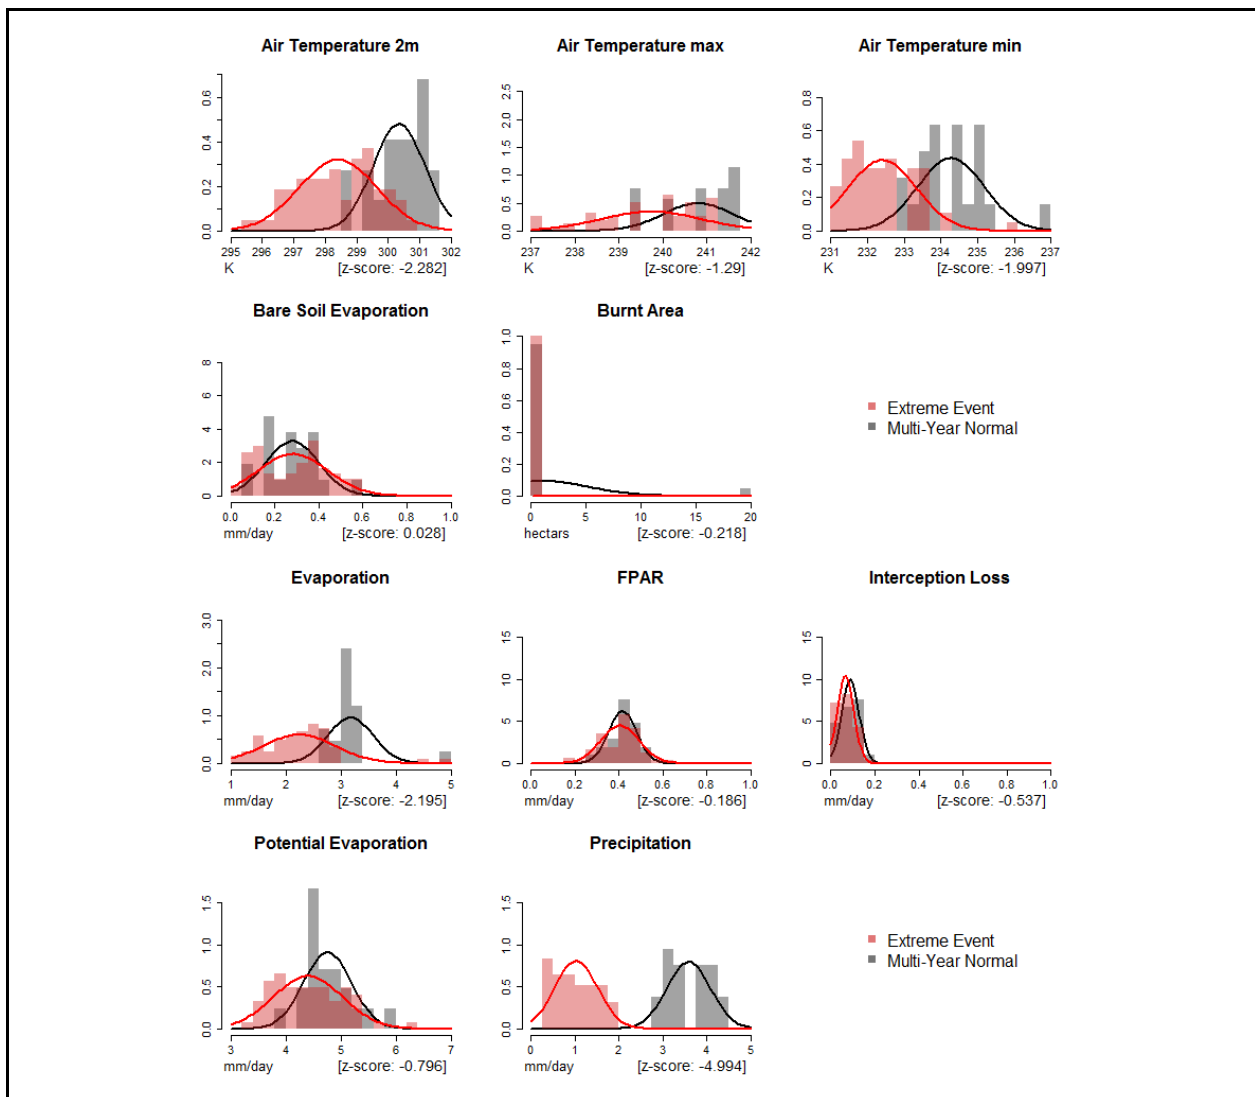 Air Temperature 2m
0.0 0.2 0.4 0.6
295 296 297 298 299 300 301 302
K [z-score: -2.282]
Air Temperature max
0.0 0.5 1.0 1.5 2.0 2.5
237 238 239 240 241 242
K [z-score: -1.29]
Air Temperature min
0.0 0.2 0.4 0.6 0.8
231 232 233 234 235 236 237
K [z-score: -1.997]
Bare Soil Evaporation
0 2 4 6 8
0.0 0.2 0.4 0.6 0.8 1.0
mm/day [z-score: 0.028]
Burnt Area
0.0 0.2 0.4 0.6 0.8 1.0
0 5 10 15 20
hectars [z-score: -0.218]
Extreme Event
Multi-Year Normal
Evaporation
0.0 1.0 2.0 3.0
1 2 3 4 5
mm/day [z-score: -2.195]
FPAR
0 5 10 15
0.0 0.2 0.4 0.6 0.8 1.0
mm/day [z-score: -0.186]
Interception Loss
0 5 10 15
0.0 0.2 0.4 0.6 0.8 1.0
mm/day [z-score: -0.537]
Potential Evaporation
0.0 0.5 1.0 1.5
3 4 5 6 7
mm/day [z-score: -0.796]
Precipitation
0.0 0.5 1.0 1.5
0 1 2 3 4 5
mm/day [z-score: -4.994]
Extreme Event
Multi-Year Normal